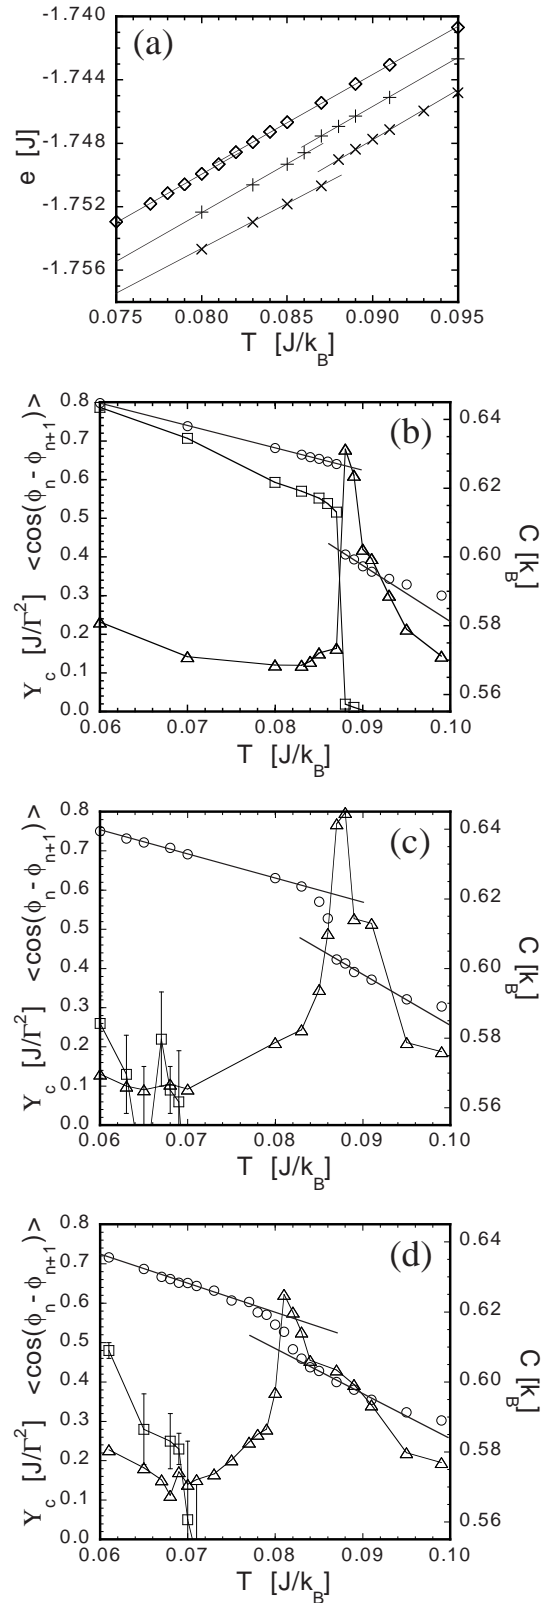 (a)
-1.740
-1.744
-1.748
-1.752
-1.756
e [J]
0.075 0.080 0.085 0.090 0.095
T [J/k_B]
(b)
0.8
0.7
0.6
0.5
0.4
0.3
0.2
0.1
0.0
Y_c [J/Γ^2] <cos(ϕ_n - ϕ_{n+1})>
0.64
0.62
0.60
0.58
0.56
C [k_B]
0.06 0.07 0.08 0.09 0.10
T [J/k_B]
(c)
0.8
0.7
0.6
0.5
0.4
0.3
0.2
0.1
0.0
Y_c [J/Γ^2] <cos(ϕ_n - ϕ_{n+1})>
0.64
0.62
0.60
0.58
0.56
C [k_B]
0.06 0.07 0.08 0.09 0.10
T [J/k_B]
(d)
0.8
0.7
0.6
0.5
0.4
0.3
0.2
0.1
0.0
Y_c [J/Γ^2] <cos(ϕ_n - ϕ_{n+1})>
0.64
0.62
0.60
0.58
0.56
C [k_B]
0.06 0.07 0.08 0.09 0.10
T [J/k_B]